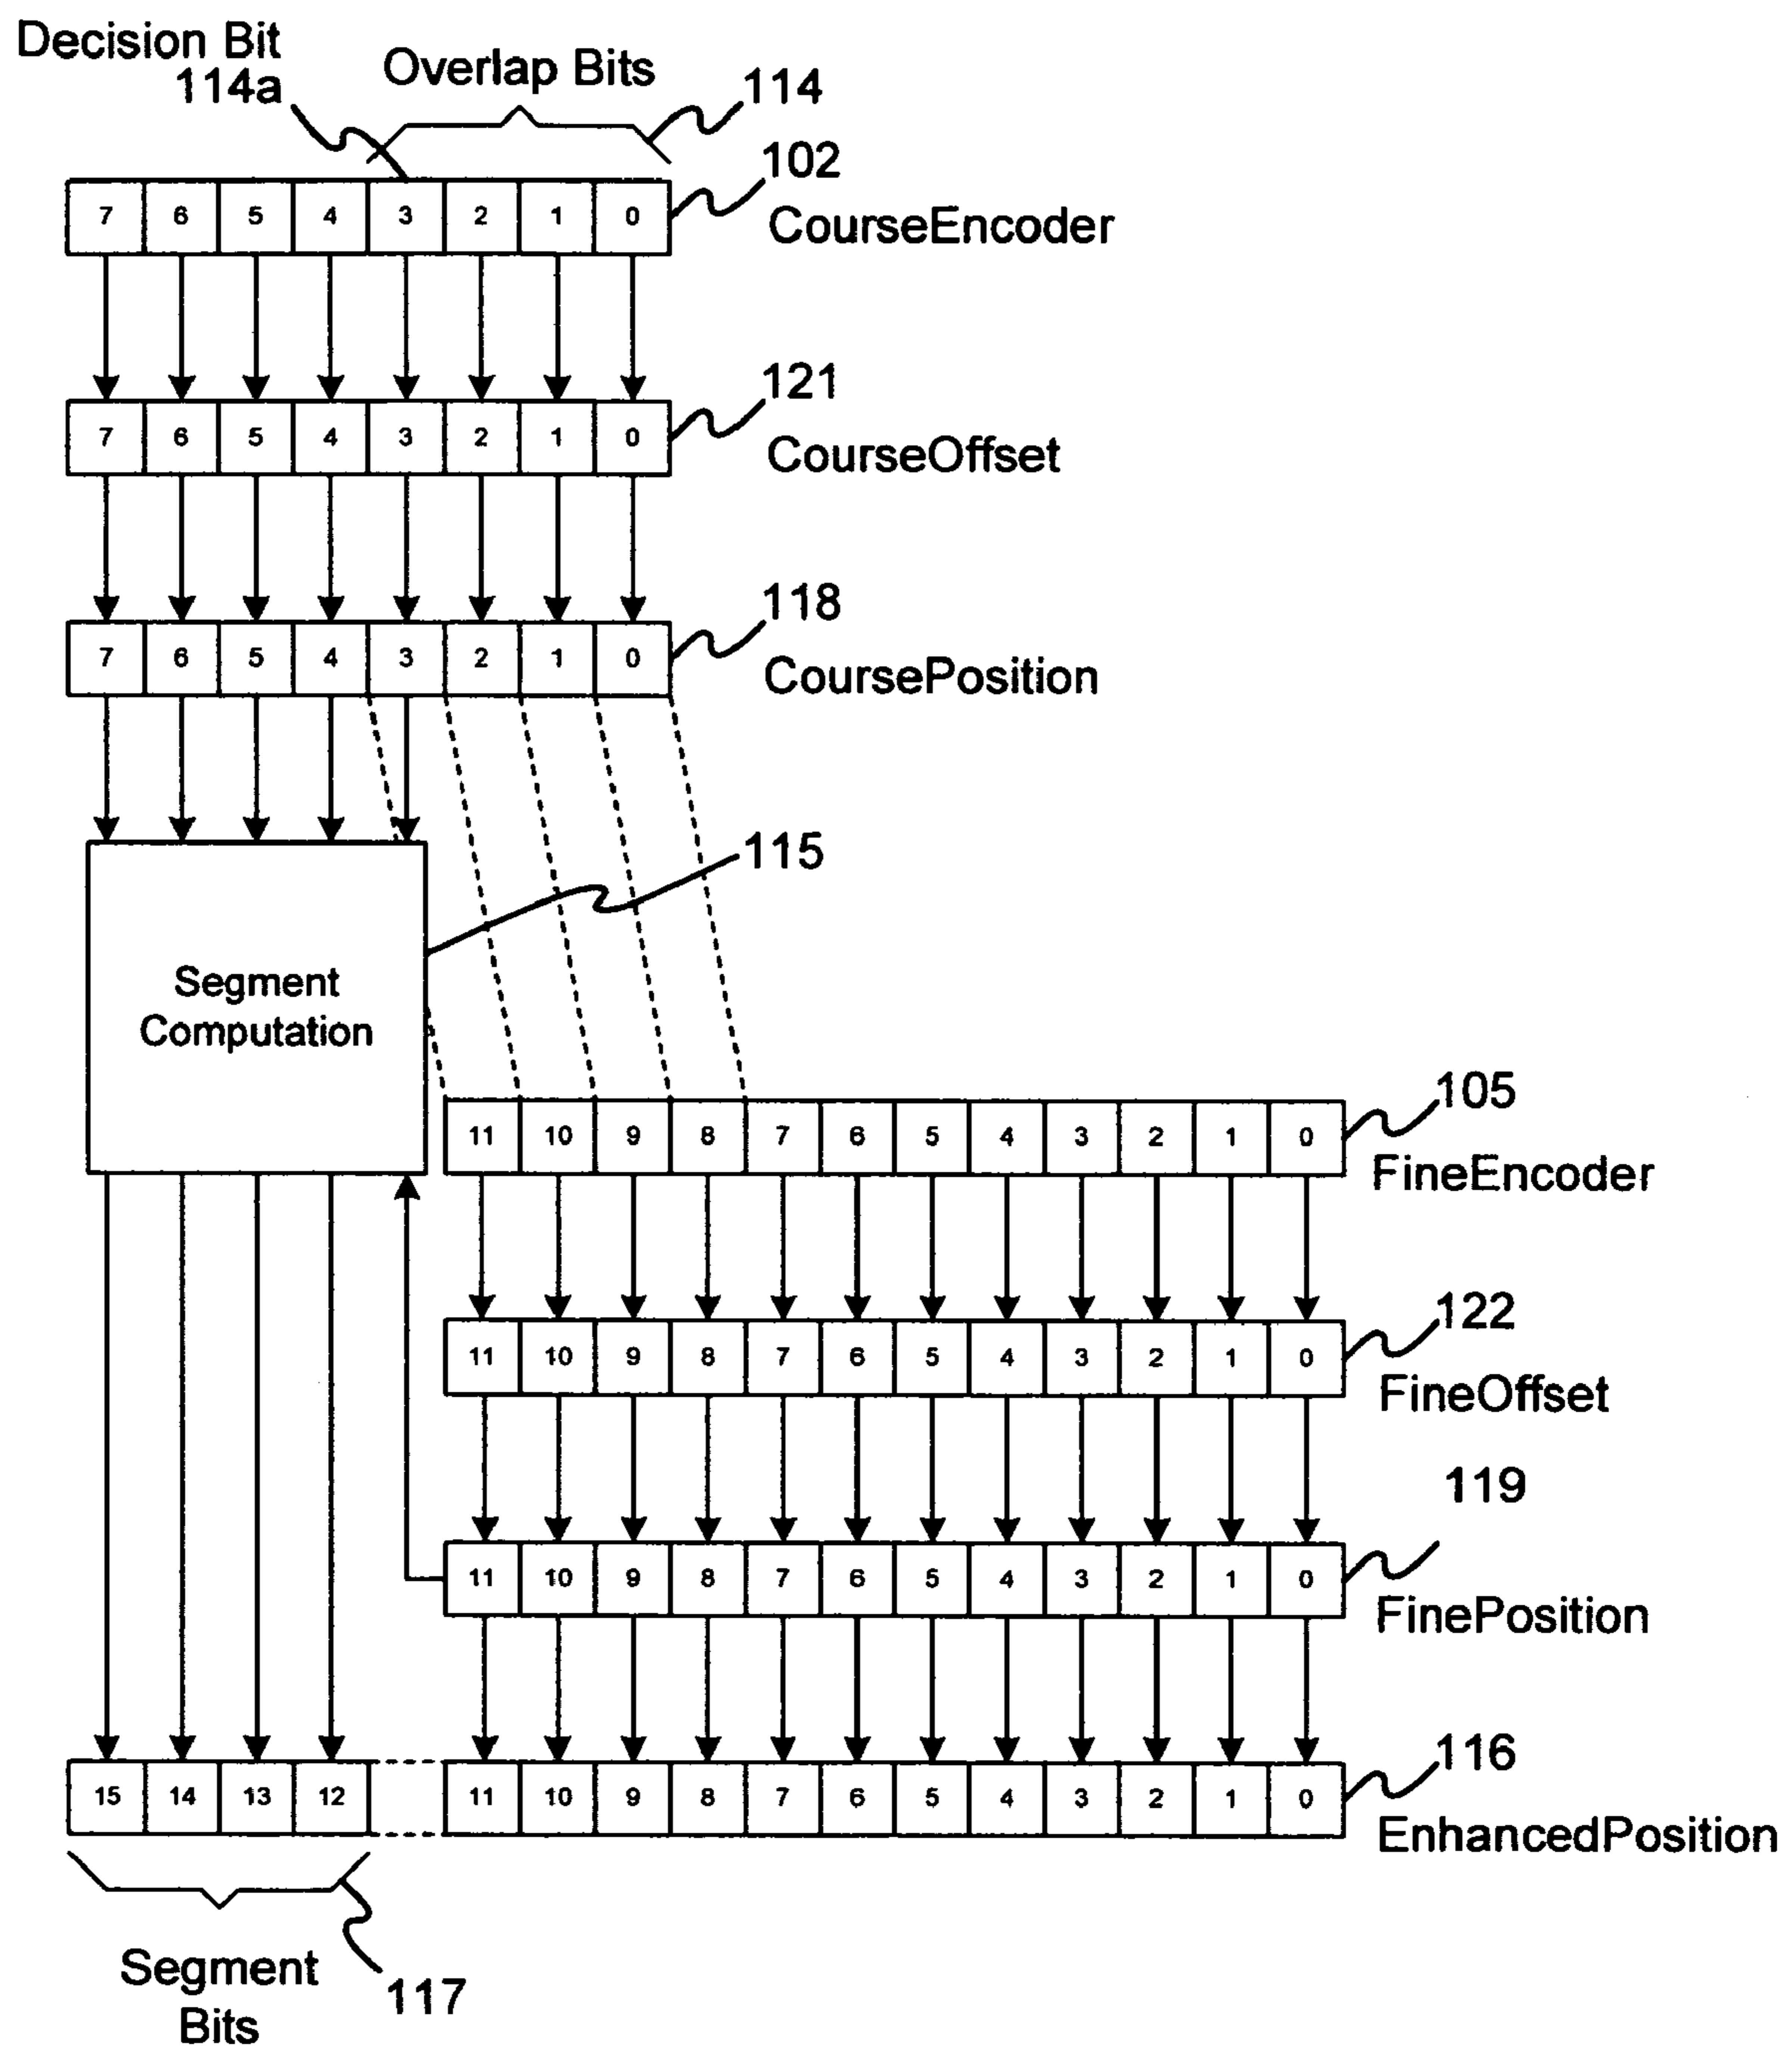 Decision Bit
114a
Overlap Bits
114
102
7 6 5 4 3 2 1 0
CourseEncoder
121
7 6 5 4 3 2 1 0
CourseOffset
118
7 6 5 4 3 2 1 0
CoursePosition
115
Segment
Computation
105
11 10 9 8 7 6 5 4 3 2 1 0
FineEncoder
122
11 10 9 8 7 6 5 4 3 2 1 0
FineOffset
119
11 10 9 8 7 6 5 4 3 2 1 0
FinePosition
116
15 14 13 12 11 10 9 8 7 6 5 4 3 2 1 0
EnhancedPosition
Segment
Bits
117